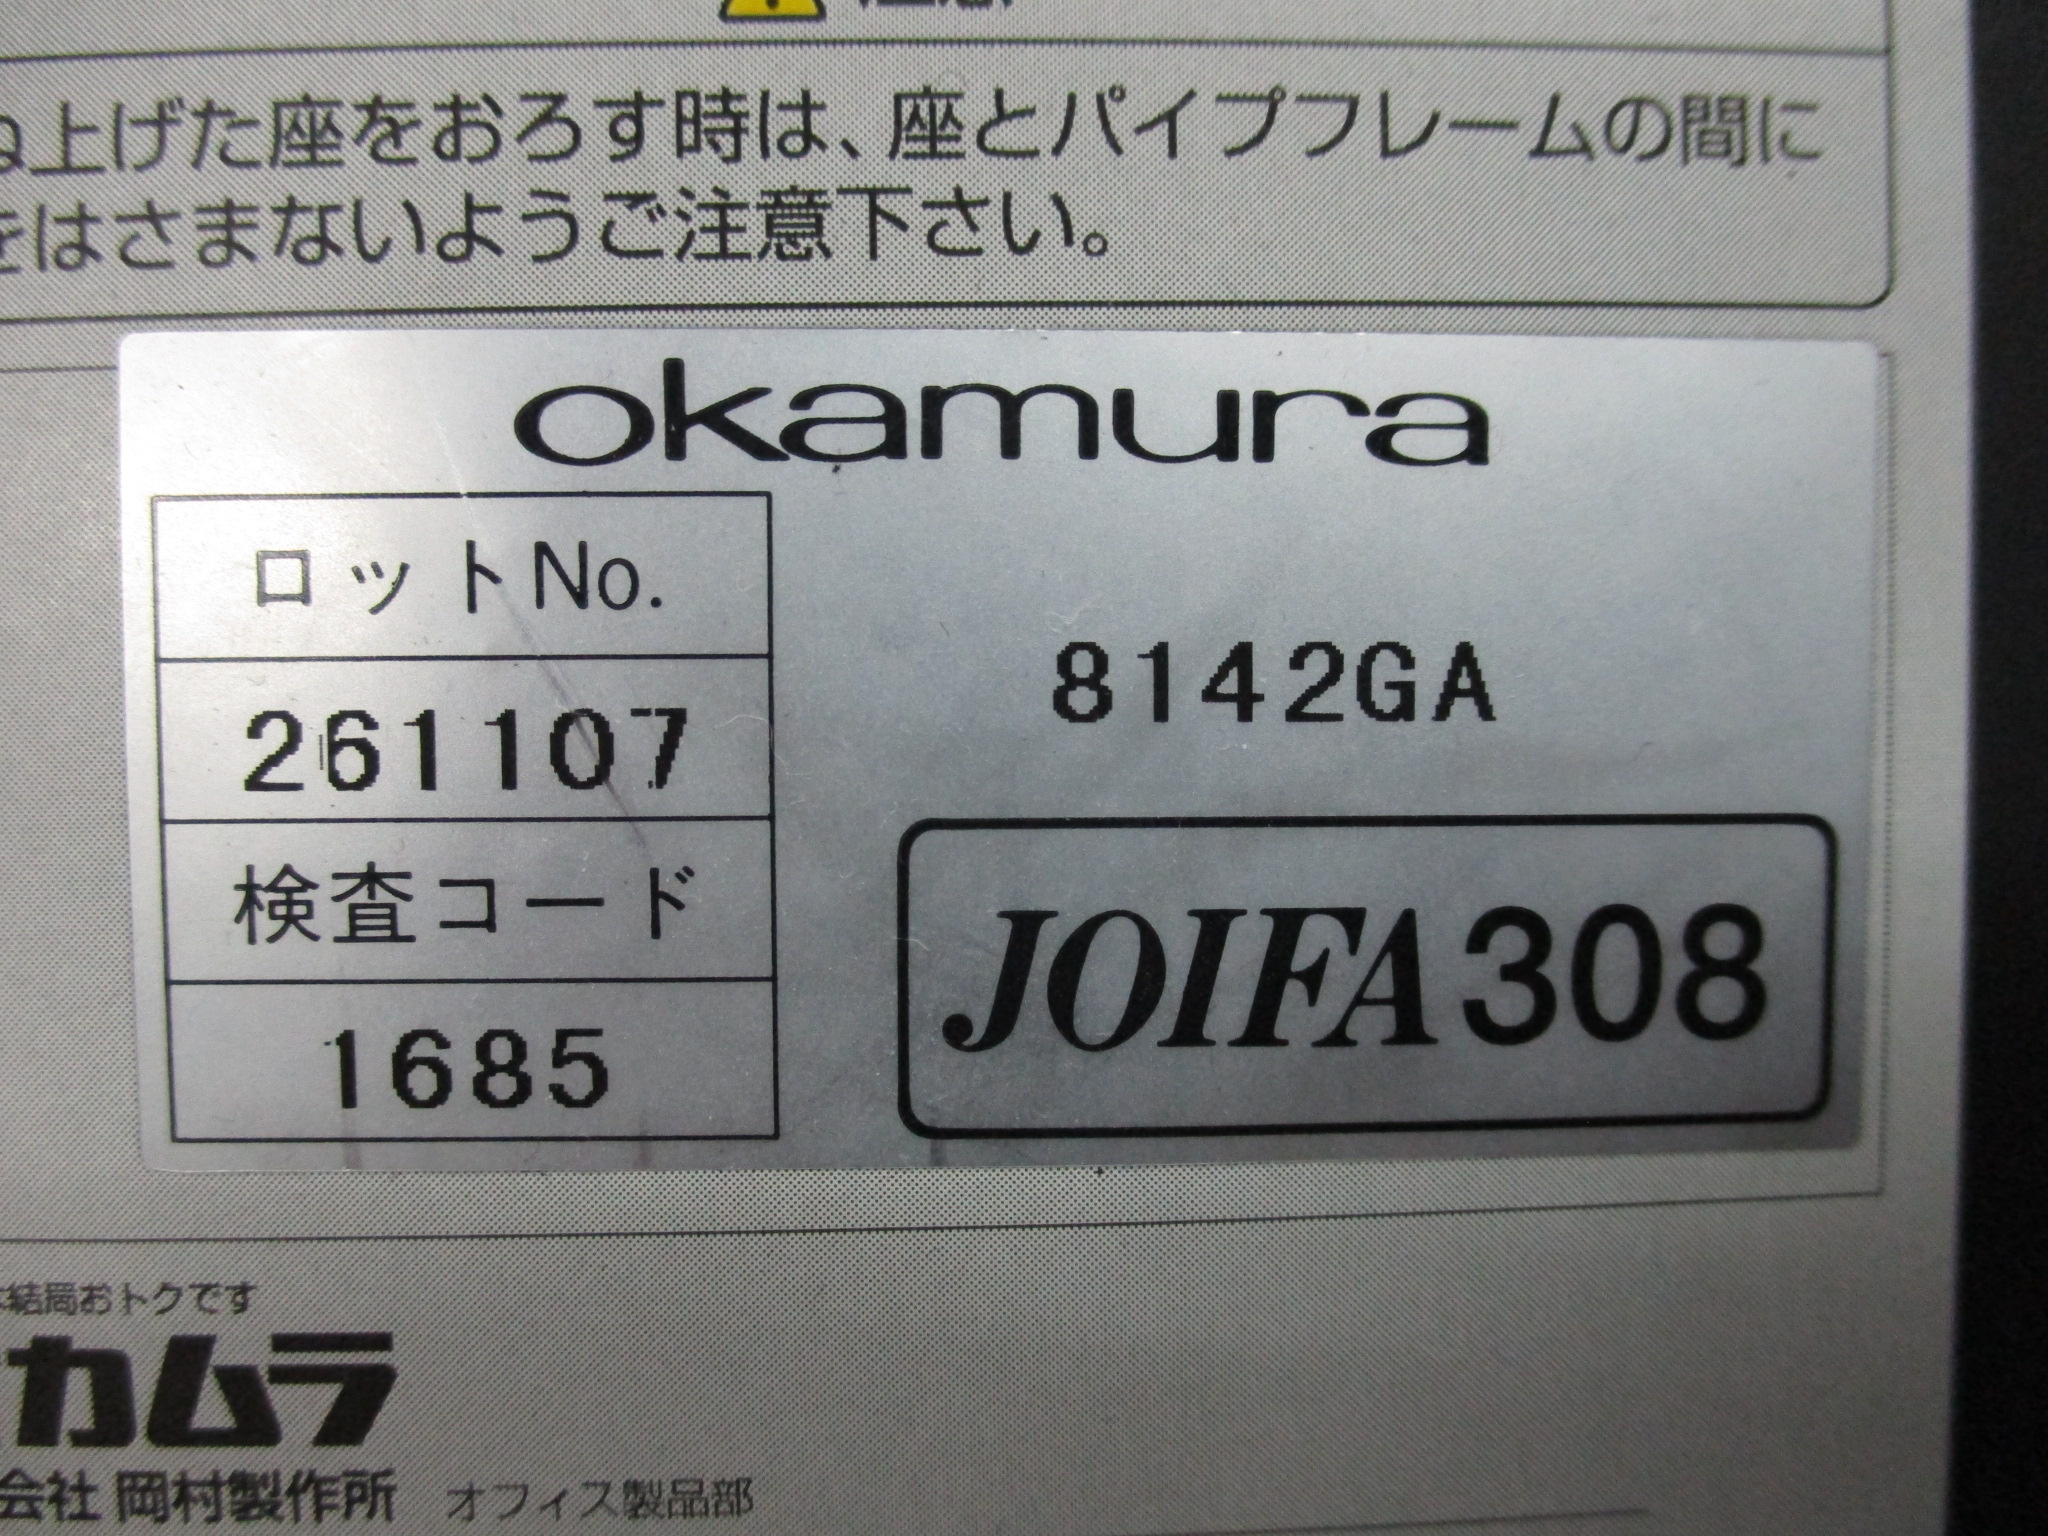 注意
ね上げた座をおろす時は、座とパイプフレームの間に
をはさまないようご注意下さい。
okamura
ロットNo.
261107
検査コード
1685
8142GA
JOIFA308
結局おトクです
カムラ
会社 岡村製作所 オフィス製品部